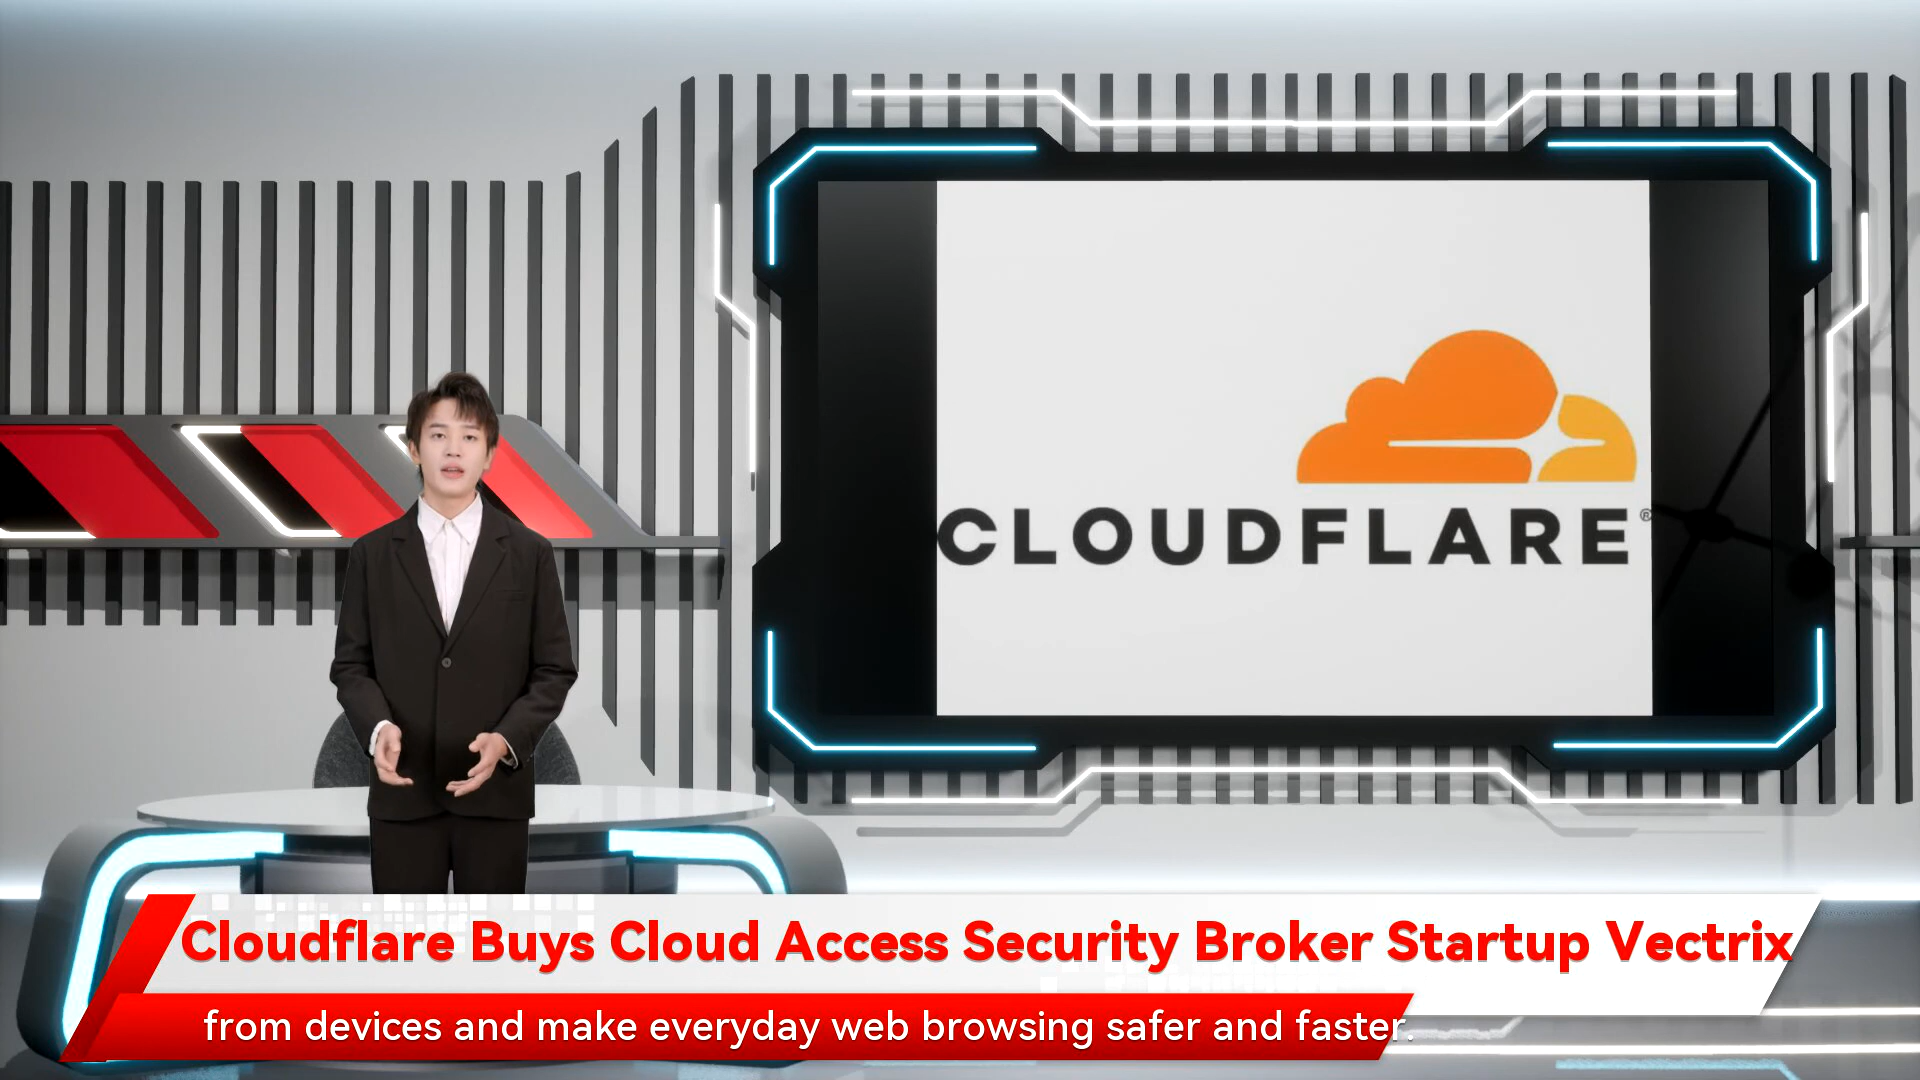 CLOUDFLARE®
Cloudflare Buys Cloud Access Security Broker Startup Vectrix
from devices and make everyday web browsing safer and faster.